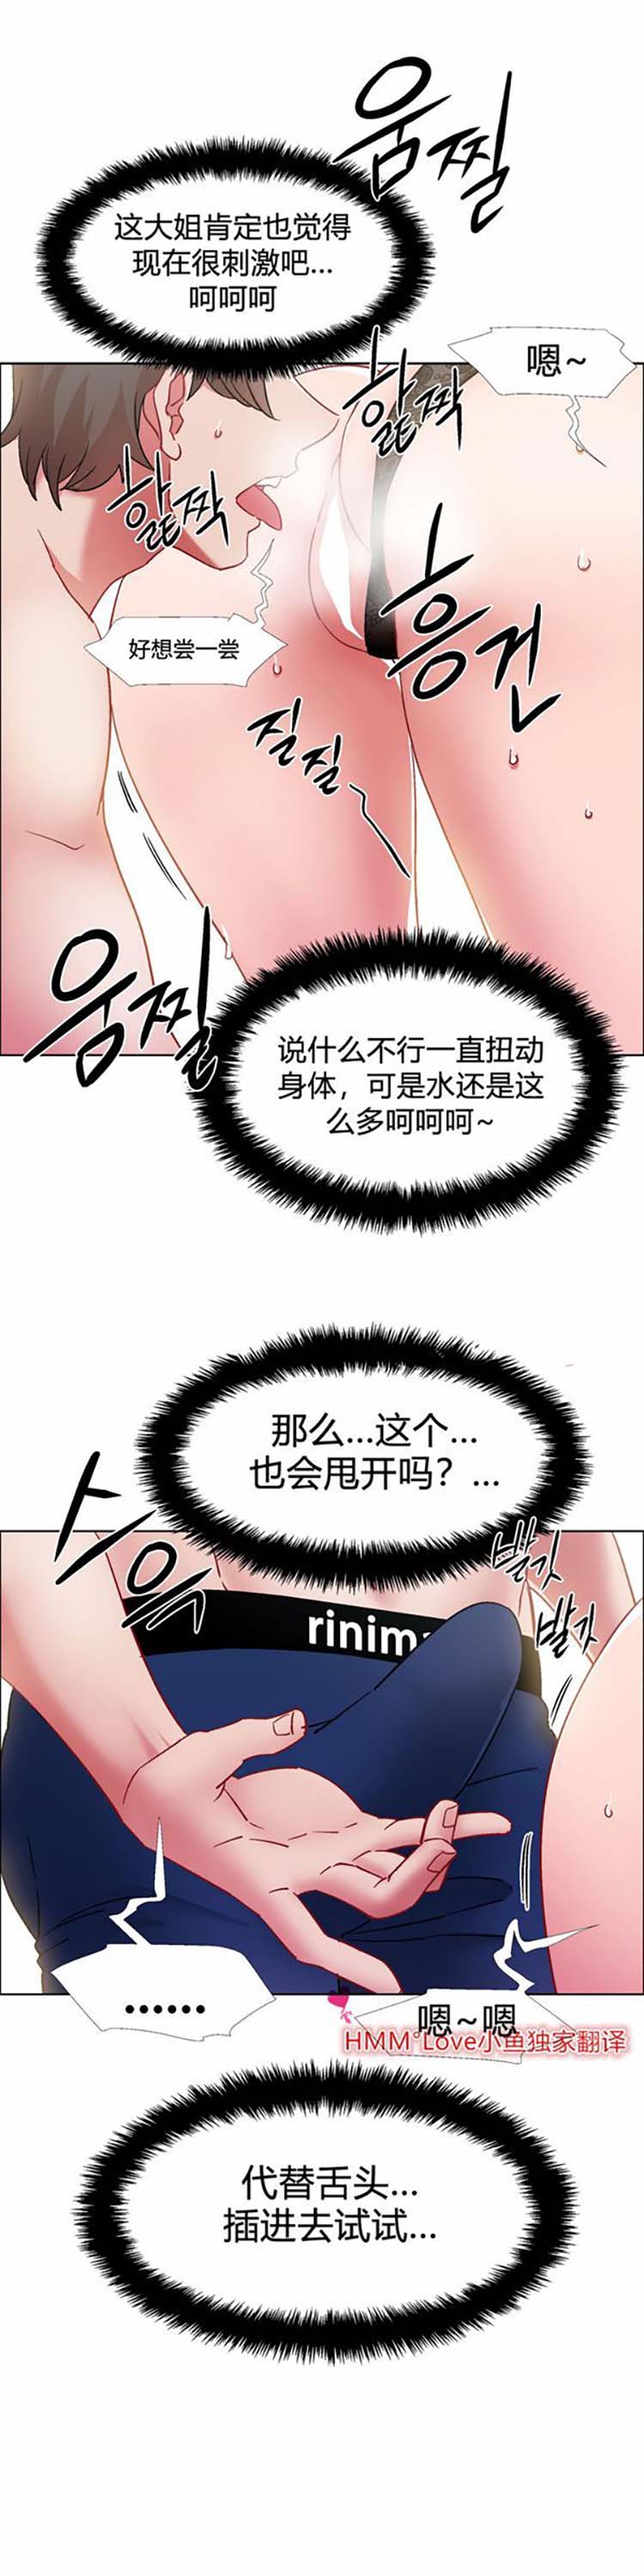 움찔
这大姐肯定也觉得
现在很刺激吧...
呵呵呵
嗯~
할짝
할짝
好想尝一尝
흥건
질질
움찔
说什么不行一直扭动
身体，可是水还是这
么多呵呵呵~
那么...这个...
也会甩开吗？...
스윽
발가
발가
rinim
......
嗯~嗯
HMM°Love小鱼独家翻译
代替舌头...
插进去试试...